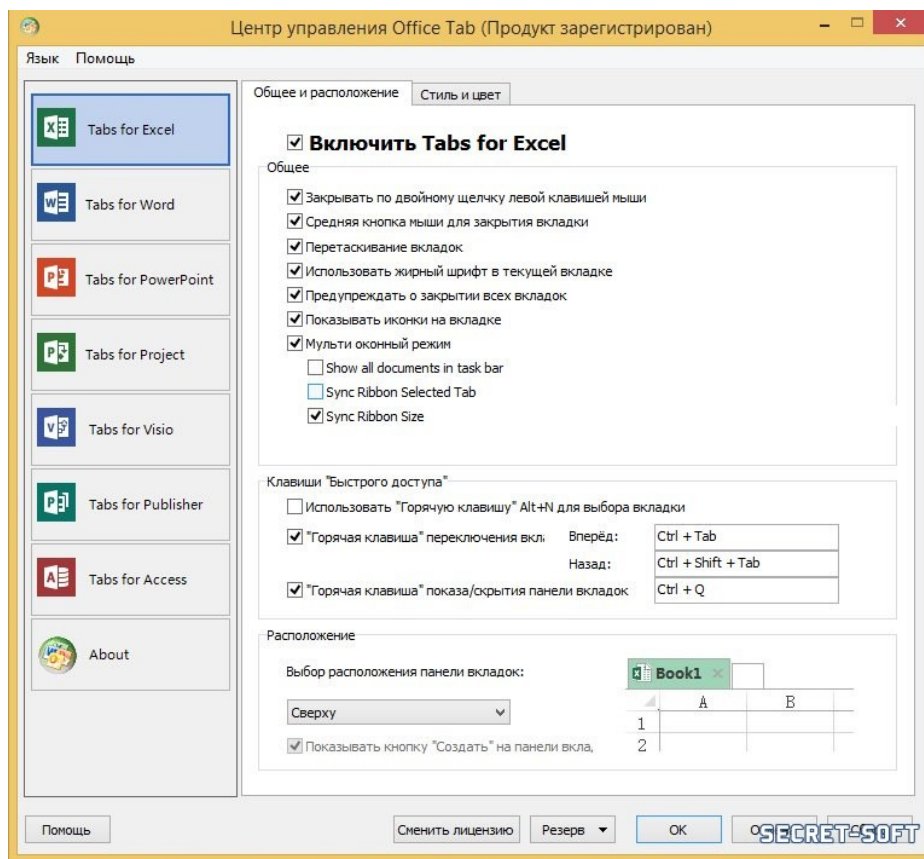 Центр управления Office Tab (Продукт зарегистрирован)
Язык Помощь
Tabs for Excel
Tabs for Word
Tabs for PowerPoint
Tabs for Project
Tabs for Visio
Tabs for Publisher
Tabs for Access
About
Общее и расположение Стиль и цвет
Включить Tabs for Excel
Общее
Закрывать по двойному щелчку левой клавишей мыши
Средняя кнопка мыши для закрытия вкладки
Перетаскивание вкладок
Использовать жирный шрифт в текущей вкладке
Предупреждать о закрытии всех вкладок
Показывать иконки на вкладке
Мульти оконный режим
Show all documents in task bar
Sync Ribbon Selected Tab
Sync Ribbon Size
Клавиши "Быстрого доступа"
Использовать "Горячую клавишу" Alt+N для выбора вкладки
"Горячая клавиша" переключения вкл Вперёд: Ctrl + Tab
Назад: Ctrl + Shift + Tab
"Горячая клавиша" показа/скрытия панели вкладок Ctrl + Q
Расположение
Выбор расположения панели вкладок:
Сверху
Показывать кнопку "Создать" на панели вкла,
Book1
A B
1
2
Помощь Сменить лицензию Резерв OK
SECRET-SOFT